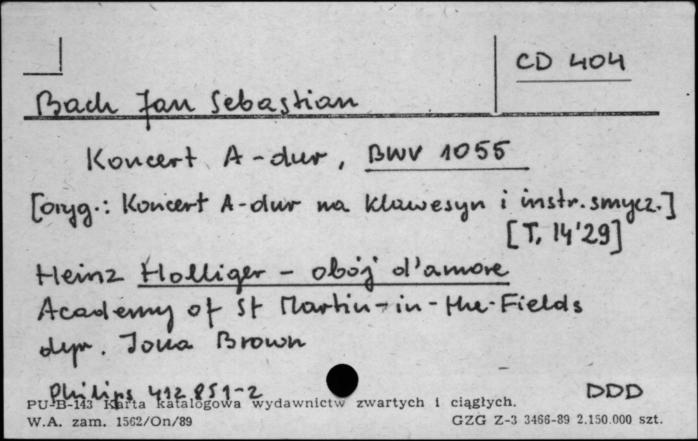 CD 404
Bach Jan Sebastian
Koncert A-dur, BWV 1055
[oryg.: Koncert A-dur na klawesyn i instr. smycz.]
[T. 14'29]
Heinz Holliger - obój d'amore
Academy of St Martin-in-the-Fields
dyr. Iona Brown
Philips 412 851-2 DDD
PU-B-143 Karta katalogowa wydawnictw zwartych i ciągłych.
W.A. zam. 1562/On/89 GZG Z-3 3466-89 2.150.000 szt.